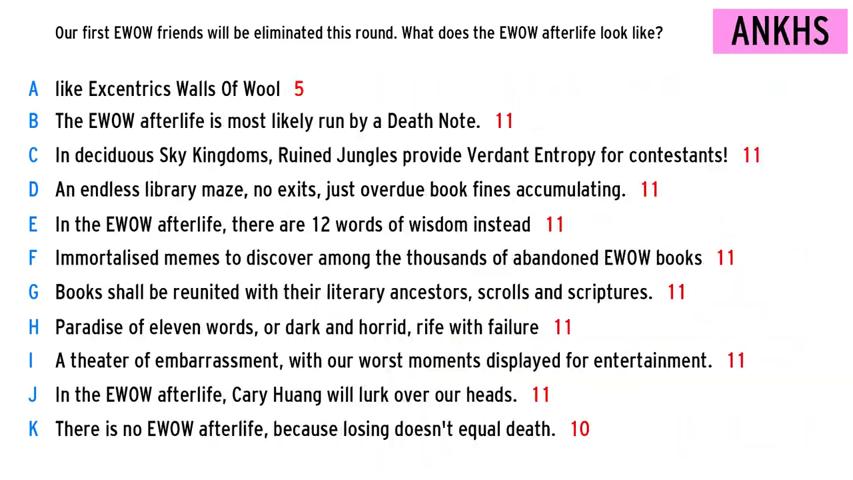 Our first EWOW friends will be eliminated this round. What does the EWOW afterlife look like?
ANKHS
A like Excentrics Walls Of Wool 5
B The EWOW afterlife is most likely run by a Death Note. 11
C In deciduous Sky Kingdoms, Ruined Jungles provide Verdant Entropy for contestants! 11
D An endless library maze, no exits, just overdue book fines accumulating. 11
E In the EWOW afterlife, there are 12 words of wisdom instead 11
F Immortalised memes to discover among the thousands of abandoned EWOW books 11
G Books shall be reunited with their literary ancestors, scrolls and scriptures. 11
H Paradise of eleven words, or dark and horrid, rife with failure 11
I A theater of embarrassment, with our worst moments displayed for entertainment. 11
J In the EWOW afterlife, Cary Huang will lurk over our heads. 11
K There is no EWOW afterlife, because losing doesn't equal death. 10